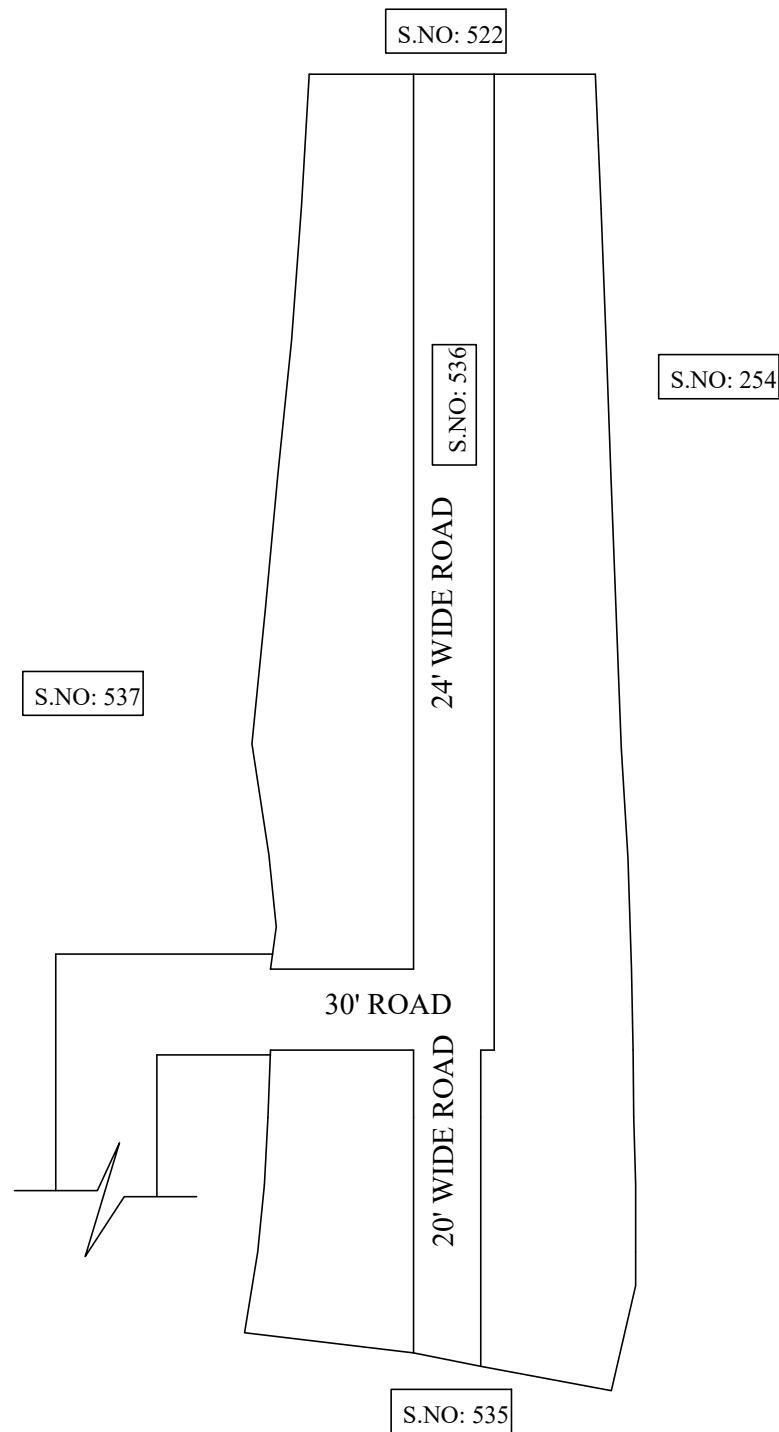 S.NO: 522
S.NO: 536
S.NO: 254
24' WIDE ROAD
S.NO: 537
30' ROAD
20' WIDE ROAD
S.NO: 535